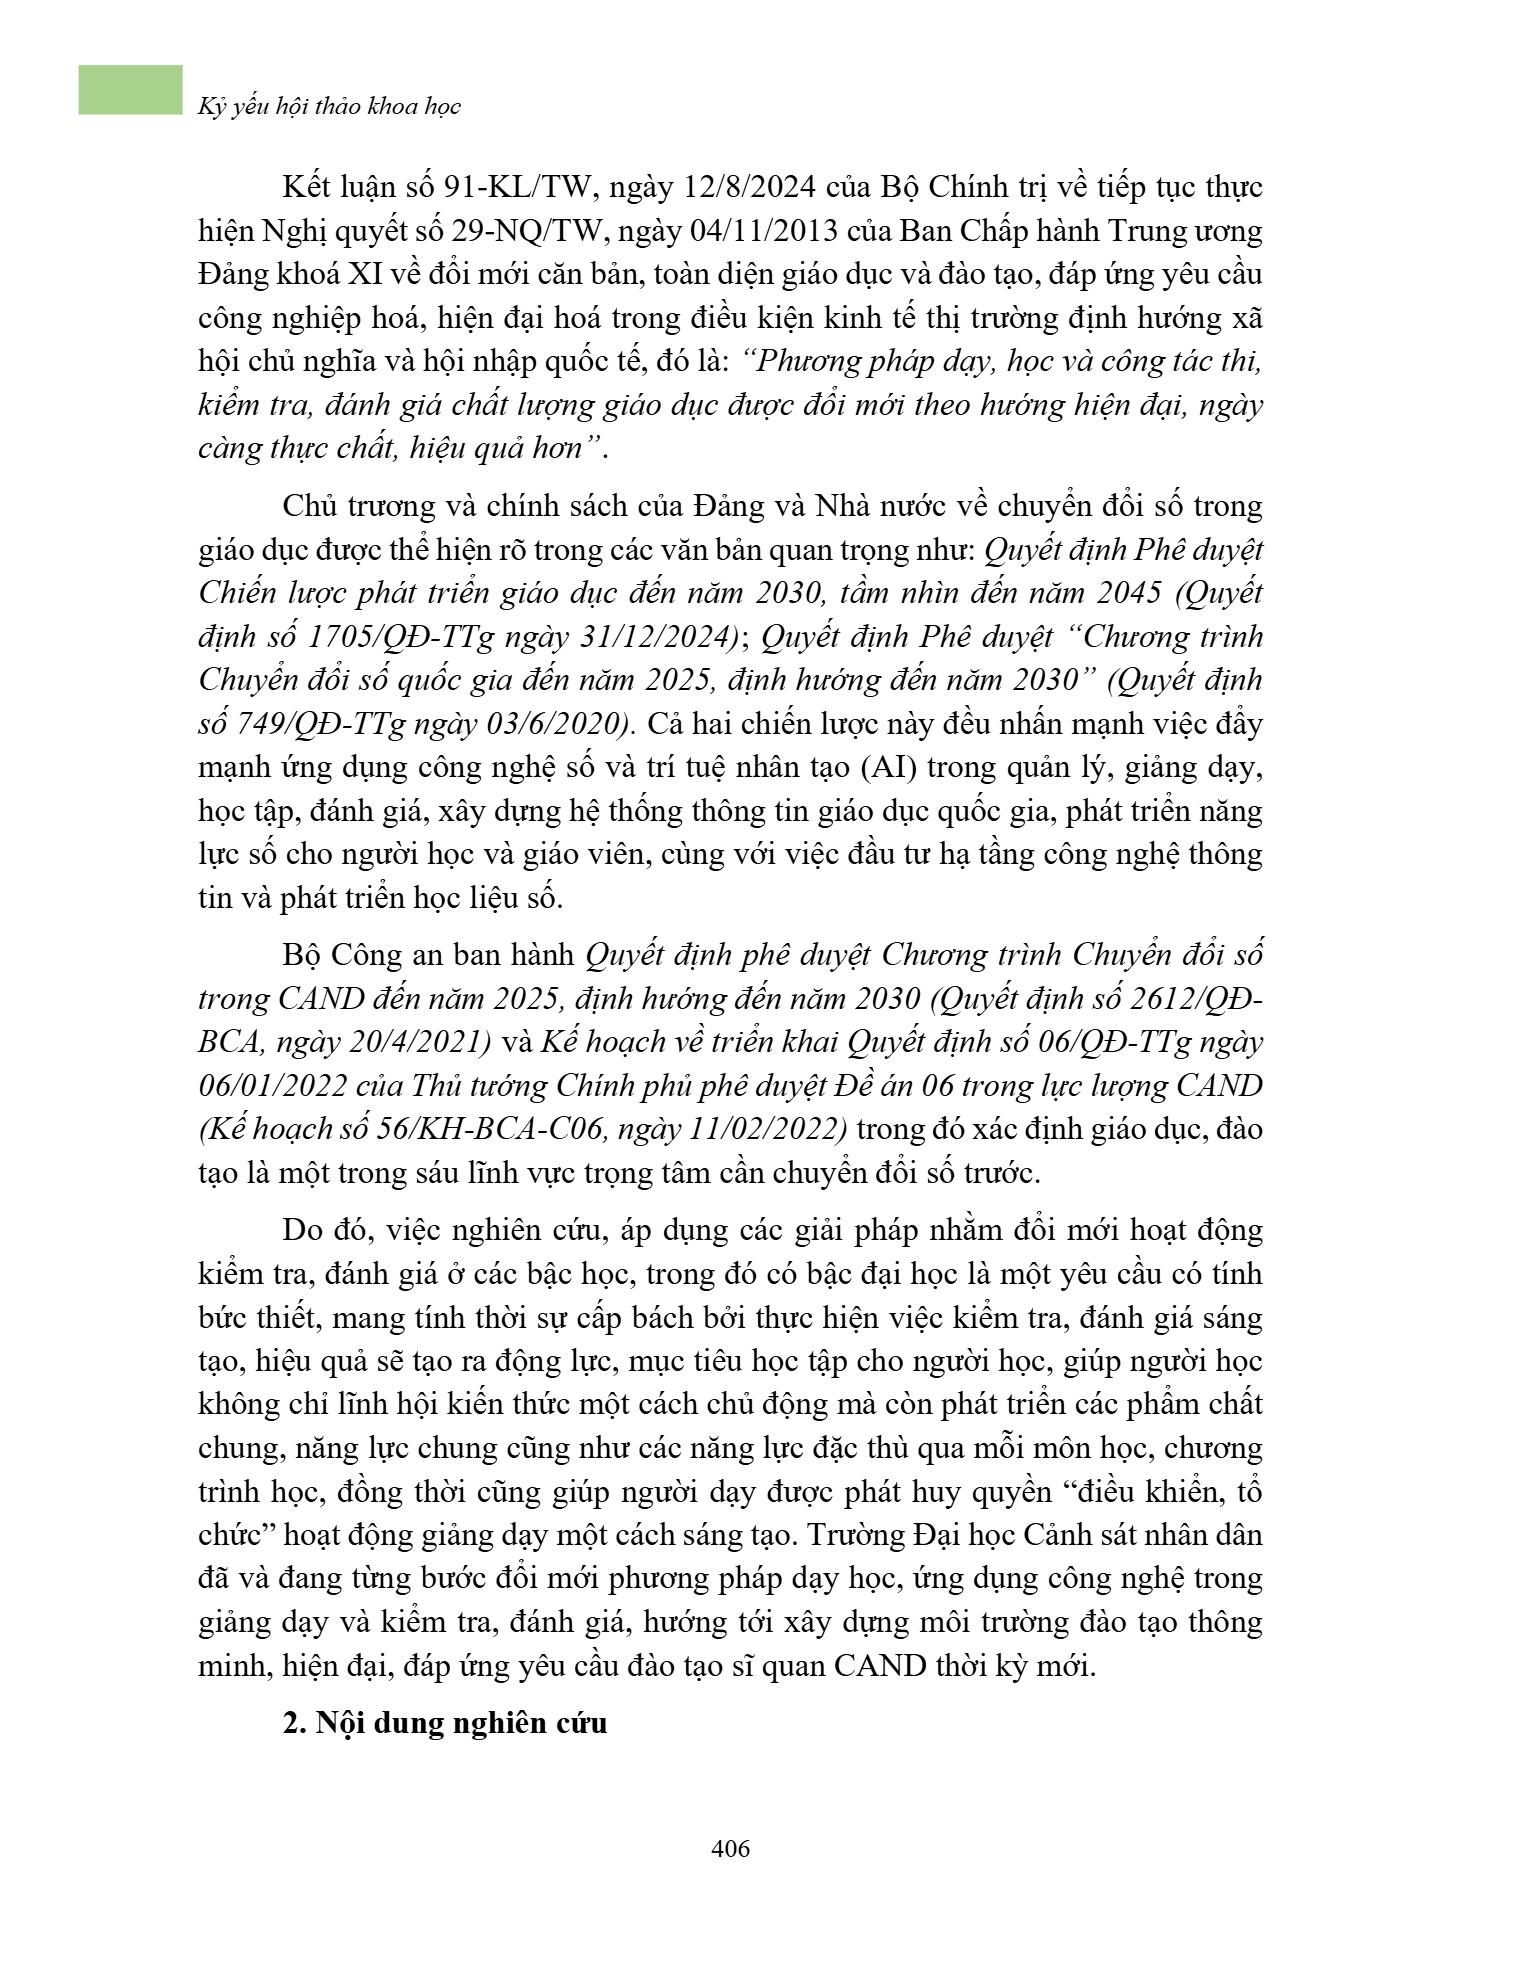 Kỷ yếu hội thảo khoa học
Kết luận số 91-KL/TW, ngày 12/8/2024 của Bộ Chính trị về tiếp tục thực
hiện Nghị quyết số 29-NQ/TW, ngày 04/11/2013 của Ban Chấp hành Trung ương
Đảng khoá XI về đổi mới căn bản, toàn diện giáo dục và đào tạo, đáp ứng yêu cầu
công nghiệp hoá, hiện đại hoá trong điều kiện kinh tế thị trường định hướng xã
hội chủ nghĩa và hội nhập quốc tế, đó là: “Phương pháp dạy, học và công tác thi,
kiểm tra, đánh giá chất lượng giáo dục được đổi mới theo hướng hiện đại, ngày
càng thực chất, hiệu quả hơn”.
Chủ trương và chính sách của Đảng và Nhà nước về chuyển đổi số trong
giáo dục được thể hiện rõ trong các văn bản quan trọng như: Quyết định Phê duyệt
Chiến lược phát triển giáo dục đến năm 2030, tầm nhìn đến năm 2045 (Quyết
định số 1705/QĐ-TTg ngày 31/12/2024); Quyết định Phê duyệt “Chương trình
Chuyển đổi số quốc gia đến năm 2025, định hướng đến năm 2030” (Quyết định
số 749/QĐ-TTg ngày 03/6/2020). Cả hai chiến lược này đều nhấn mạnh việc đẩy
mạnh ứng dụng công nghệ số và trí tuệ nhân tạo (AI) trong quản lý, giảng dạy,
học tập, đánh giá, xây dựng hệ thống thông tin giáo dục quốc gia, phát triển năng
lực số cho người học và giáo viên, cùng với việc đầu tư hạ tầng công nghệ thông
tin và phát triển học liệu số.
Bộ Công an ban hành Quyết định phê duyệt Chương trình Chuyển đổi số
trong CAND đến năm 2025, định hướng đến năm 2030 (Quyết định số 2612/QĐ-
BCA, ngày 20/4/2021) và Kế hoạch về triển khai Quyết định số 06/QĐ-TTg ngày
06/01/2022 của Thủ tướng Chính phủ phê duyệt Đề án 06 trong lực lượng CAND
(Kế hoạch số 56/KH-BCA-C06, ngày 11/02/2022) trong đó xác định giáo dục, đào
tạo là một trong sáu lĩnh vực trọng tâm cần chuyển đổi số trước.
Do đó, việc nghiên cứu, áp dụng các giải pháp nhằm đổi mới hoạt động
kiểm tra, đánh giá ở các bậc học, trong đó có bậc đại học là một yêu cầu có tính
bức thiết, mang tính thời sự cấp bách bởi thực hiện việc kiểm tra, đánh giá sáng
tạo, hiệu quả sẽ tạo ra động lực, mục tiêu học tập cho người học, giúp người học
không chỉ lĩnh hội kiến thức một cách chủ động mà còn phát triển các phẩm chất
chung, năng lực chung cũng như các năng lực đặc thù qua mỗi môn học, chương
trình học, đồng thời cũng giúp người dạy được phát huy quyền “điều khiển, tổ
chức” hoạt động giảng dạy một cách sáng tạo. Trường Đại học Cảnh sát nhân dân
đã và đang từng bước đổi mới phương pháp dạy học, ứng dụng công nghệ trong
giảng dạy và kiểm tra, đánh giá, hướng tới xây dựng môi trường đào tạo thông
minh, hiện đại, đáp ứng yêu cầu đào tạo sĩ quan CAND thời kỳ mới.
2. Nội dung nghiên cứu
406